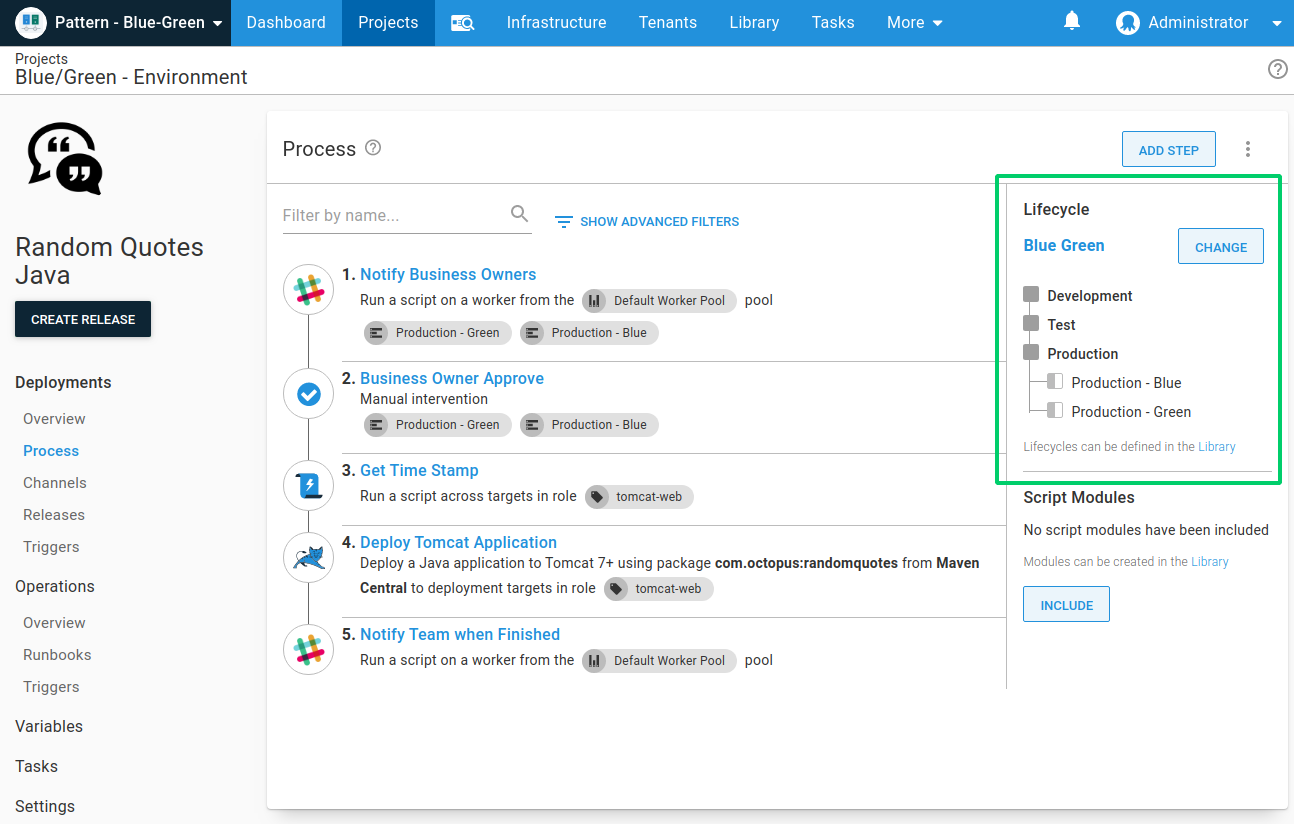 Pattern - Blue-Green
Dashboard
Projects
Infrastructure
Tenants
Library
Tasks
More
Administrator
Projects
Blue/Green - Environment
Random Quotes
Java
CREATE RELEASE
Deployments
Overview
Process
Channels
Releases
Triggers
Operations
Overview
Runbooks
Triggers
Variables
Tasks
Settings
Process
ADD STEP
Filter by name...
SHOW ADVANCED FILTERS
1. Notify Business Owners
Run a script on a worker from the Default Worker Pool pool
Production - Green Production - Blue
2. Business Owner Approve
Manual intervention
Production - Green Production - Blue
3. Get Time Stamp
Run a script across targets in role tomcat-web
4. Deploy Tomcat Application
Deploy a Java application to Tomcat 7+ using package com.octopus:randomquotes from Maven
Central to deployment targets in role tomcat-web
5. Notify Team when Finished
Run a script on a worker from the Default Worker Pool pool
Lifecycle
Blue Green
CHANGE
Development
Test
Production
Production - Blue
Production - Green
Lifecycles can be defined in the Library
Script Modules
No script modules have been included
Modules can be created in the Library
INCLUDE